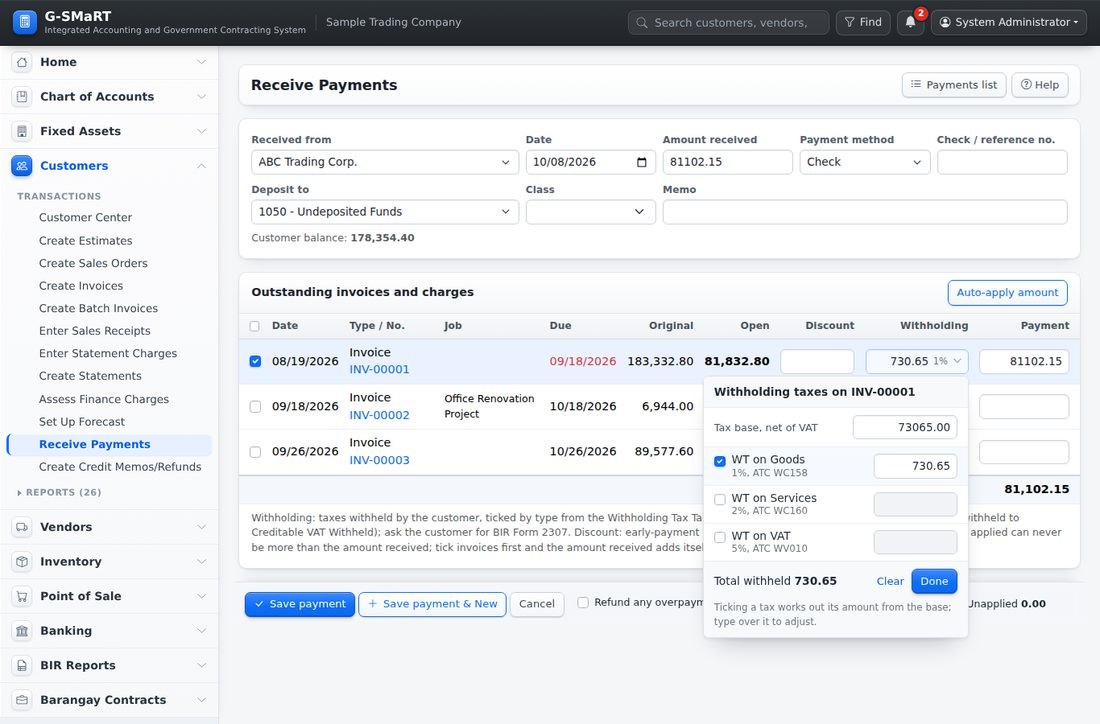 G-SMaRT
Integrated Accounting and Government Contracting System
Sample Trading Company
Search customers, vendors,
Find
2
System Administrator
Home
Chart of Accounts
Fixed Assets
Customers
TRANSACTIONS
Customer Center
Create Estimates
Create Sales Orders
Create Invoices
Create Batch Invoices
Enter Sales Receipts
Enter Statement Charges
Create Statements
Assess Finance Charges
Set Up Forecast
Receive Payments
Create Credit Memos/Refunds
REPORTS (26)
Vendors
Inventory
Point of Sale
Banking
BIR Reports
Barangay Contracts
Receive Payments
Payments list
Help
Received from
Date
Amount received
Payment method
Check / reference no.
ABC Trading Corp.
10/08/2026
81102.15
Check
Deposit to
Class
Memo
1050 - Undeposited Funds
Customer balance: 178,354.40
Outstanding invoices and charges
Auto-apply amount
Date Type / No. Job Due Original Open Discount Withholding Payment
08/19/2026 Invoice INV-00001 09/18/2026 183,332.80 81,832.80 730.65 1% 81102.15
09/18/2026 Invoice INV-00002 Office Renovation Project 10/18/2026 6,944.00
09/26/2026 Invoice INV-00003 10/26/2026 89,577.60
81,102.15
Withholding: taxes withheld by the customer, ticked by type from the Withholding Tax Ta
ithheld to
Creditable VAT Withheld); ask the customer for BIR Form 2307. Discount: early-payment
applied can never
be more than the amount received; tick invoices first and the amount received adds itsel
Withholding taxes on INV-00001
Tax base, net of VAT 73065.00
WT on Goods
1%, ATC WC158
730.65
WT on Services
2%, ATC WC160
WT on VAT
5%, ATC WV010
Total withheld 730.65
Clear
Done
Ticking a tax works out its amount from the base;
type over it to adjust.
Save payment
Save payment & New
Cancel
Refund any overpaym
Unapplied 0.00